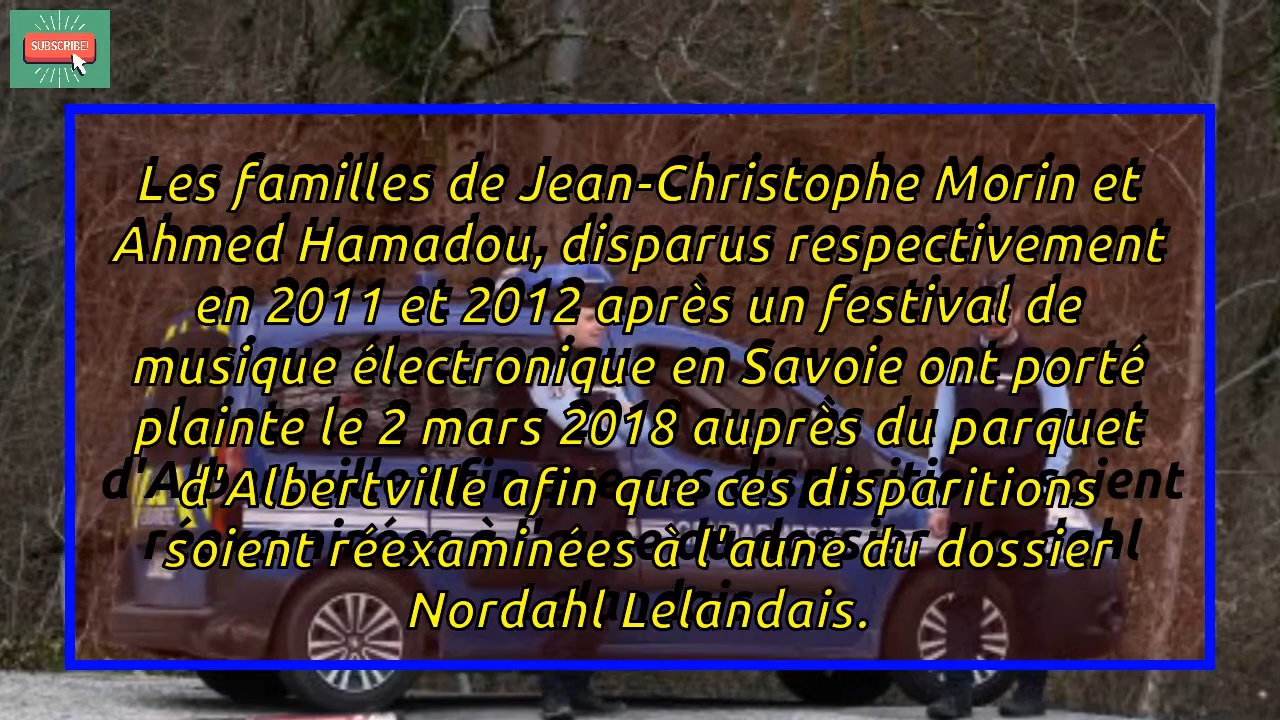 SUBSCRIBE!
Les familles de Jean-Christophe Morin et
Ahmed Hamadou, disparus respectivement
en 2011 et 2012 après un festival de
musique électronique en Savoie ont porté
plainte le 2 mars 2018 auprès du parquet
d'Albertville afin que ces disparitions
soient réexaminées à l'aune du dossier
Nordahl Lelandais.